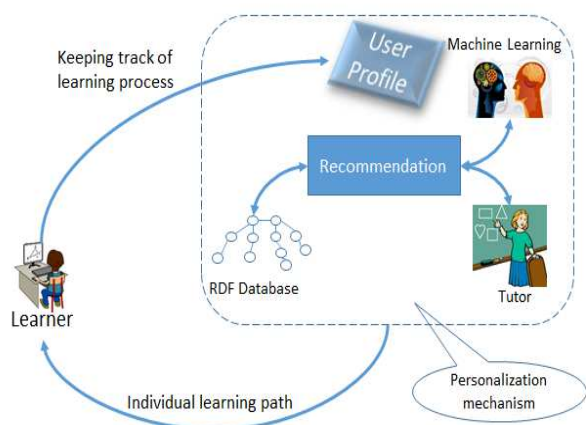 Keeping track of
learning process
User
Profile
Machine Learning
Recommendation
RDF Database
Tutor
Learner
Individual learning path
Personalization
mechanism